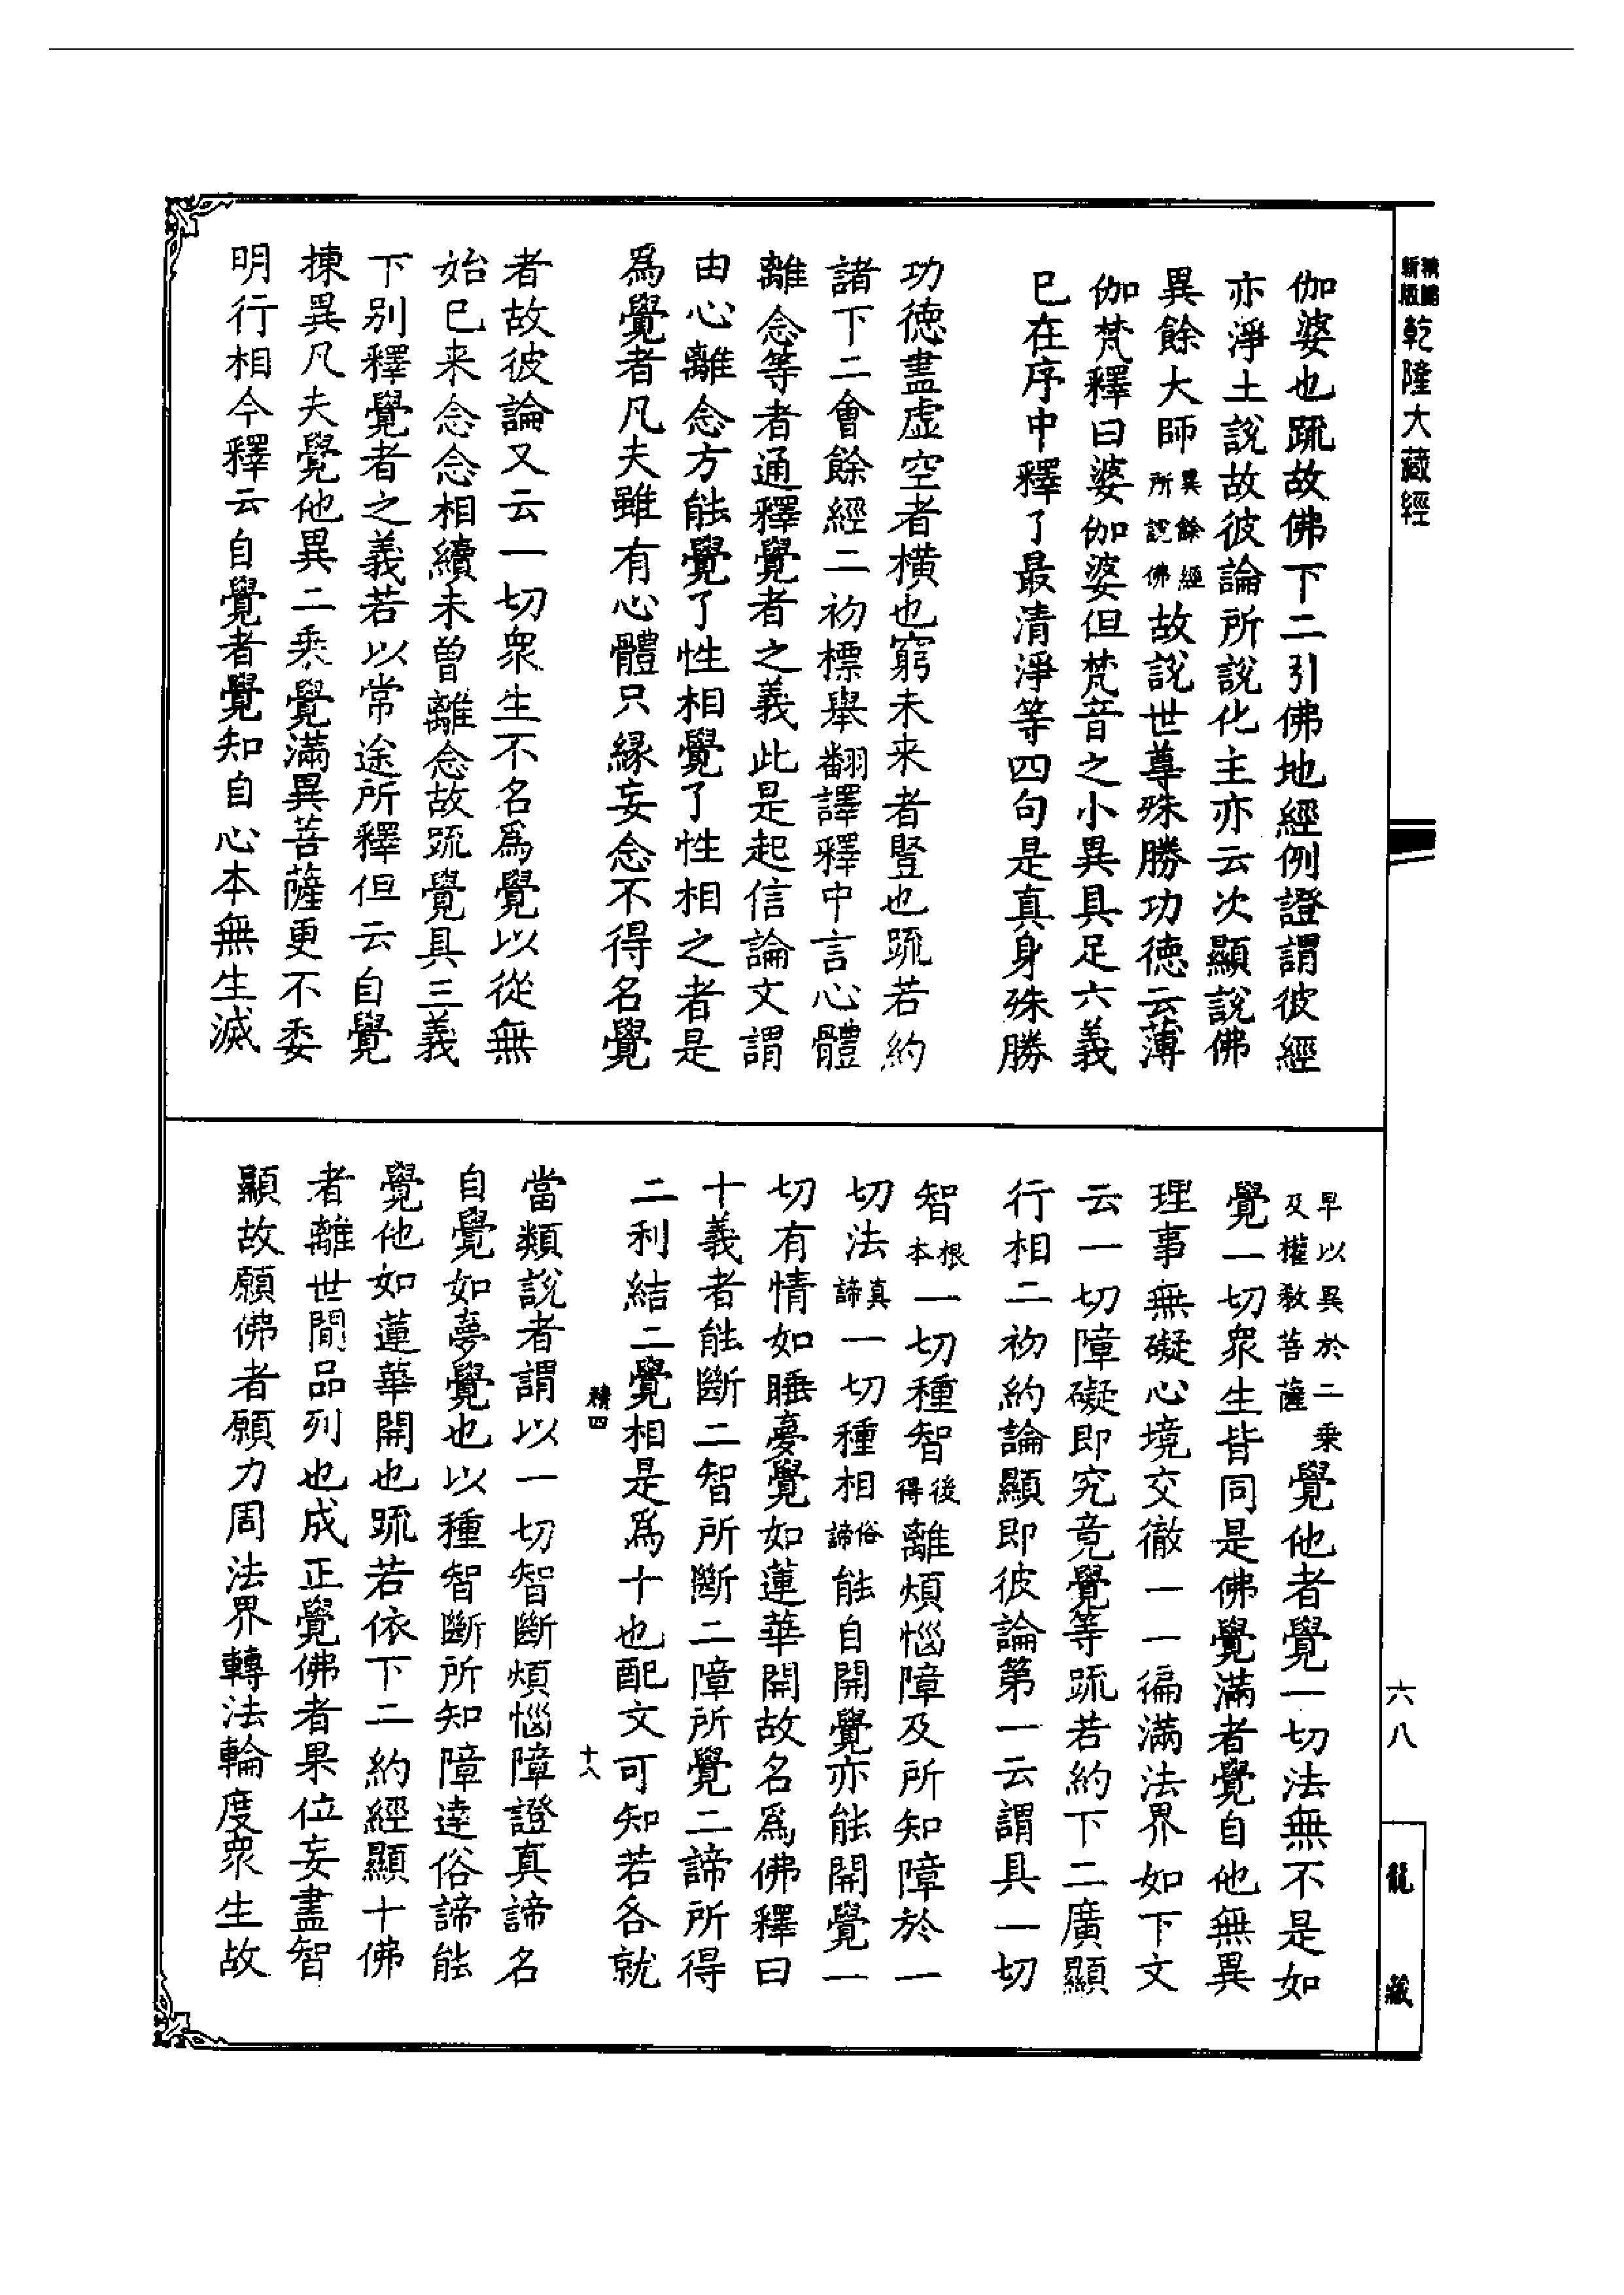 乾隆大藏經
伽婆也䟽故佛下二引佛地經例證謂彼經
亦淨土說故彼論所說化主亦云次顯說佛
異餘大師異餘經所說佛故說世尊殊勝功德云薄
伽梵釋曰婆伽婆但梵音之小異具足六義
已在序中釋了最清淨等四句是真身殊勝
功德盡虛空者橫也窮未来者豎也䟽若約
諸下二會餘經二初標舉翻譯釋中言心體
離念等者通釋覺者之義此是起信論文謂
由心離念方能覺了性相覺了性相之者是
爲覺者凡夫雖有心體只緣妄念不得名覺
者故彼論又云一切衆生不名爲覺以從無
始已来念念相續未曾離念故䟽覺具三義
下別釋覺者之義若以常途所釋但云自覺
揀異凡夫覺他異二乘覺滿異菩薩更不委
明行相今釋云自覺者覺知自心本無生滅
早以異於二乘及權教菩薩覺他者覺一切法無不是如
覺一切衆生皆同是佛覺滿者覺自他無異
理事無礙心境交徹一一徧滿法界如下文
云一切障礙即究竟覺等䟽若約下二廣顯
行相二初約論顯即彼論第一云謂具一切
智根本一切種智後得離煩惱障及所知障於一
切法真諦一切種相俗諦能自開覺亦能開覺一
切有情如睡夢覺如蓮華開故名爲佛釋曰
十義者能斷二智所斷二障所覺二諦所得
二利結二覺相是爲十也配文可知若各就
精四
十八
當類說者謂以一切智斷煩惱障證真諦名
自覺如夢覺也以種智斷所知障達俗諦能
覺他如蓮華開也䟽若依下二約經顯十佛
者離世間品列也成正覺佛者果位妄盡智
顯故願佛者願力周法界轉法輪度衆生故
六八
龍藏